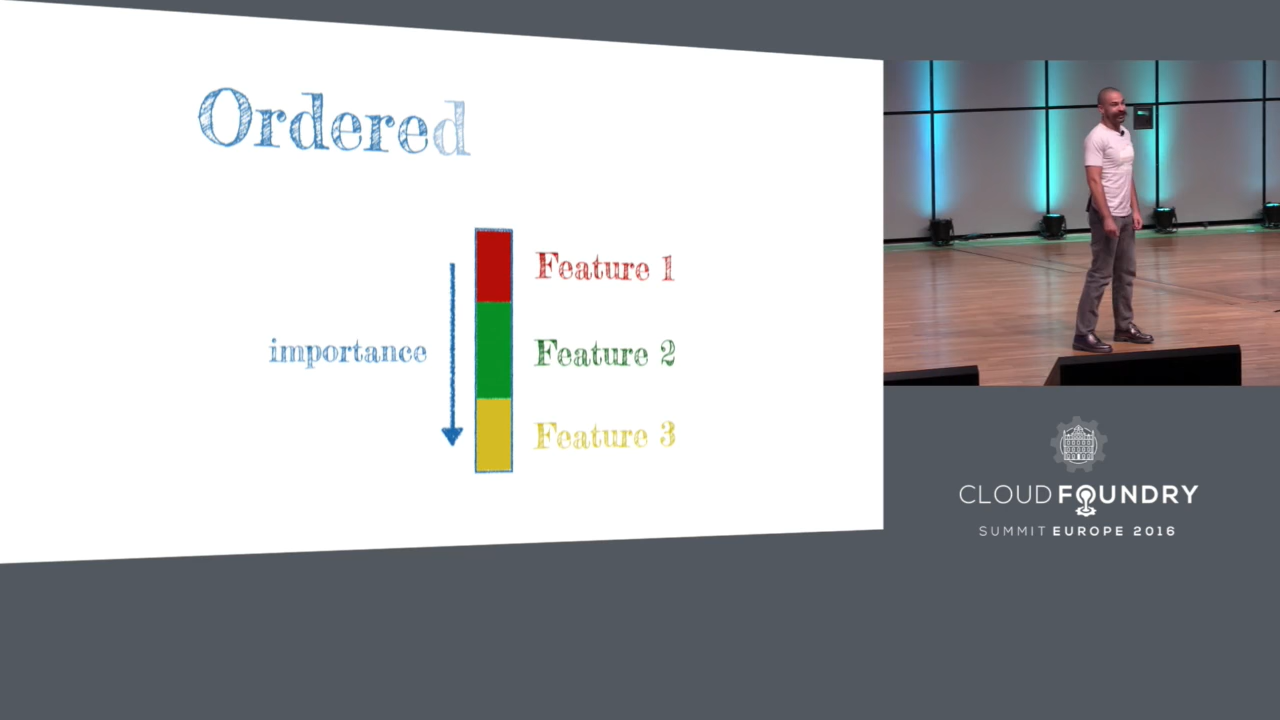 Ordered
importance
Feature 1
Feature 2
Feature 3
CLOUD FOUNDRY
SUMMIT EUROPE 2016